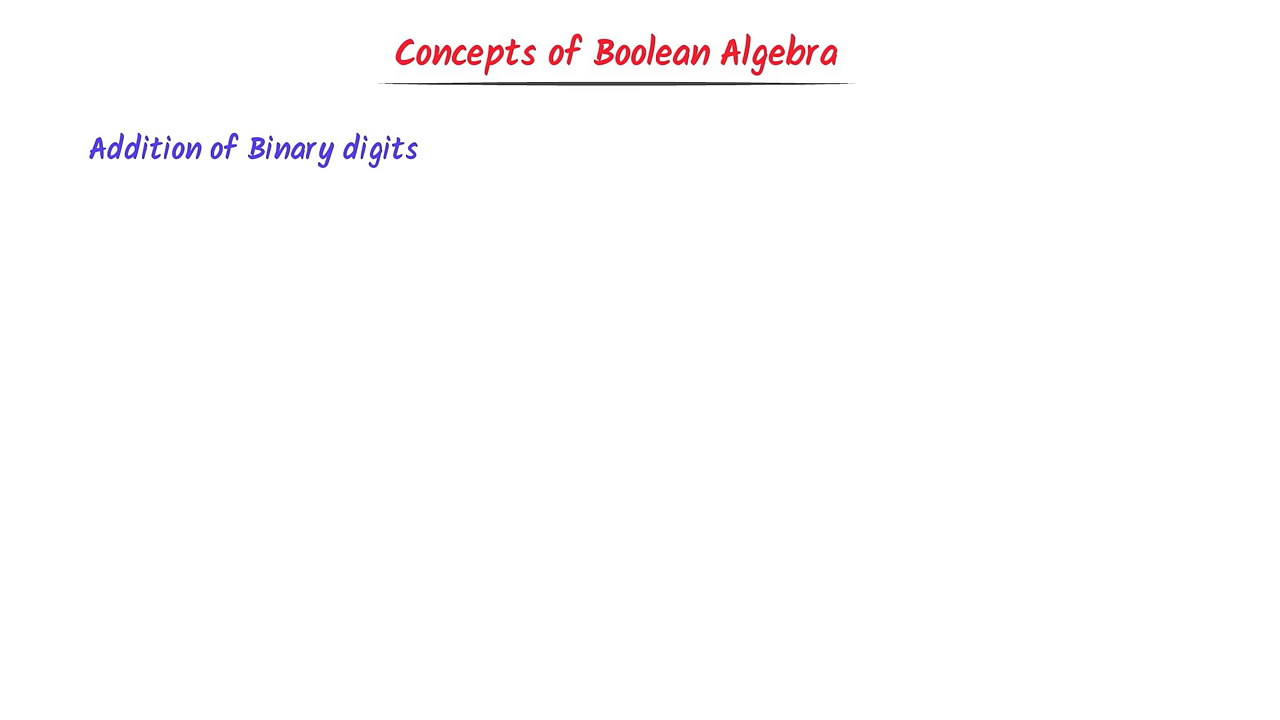 Concepts of Boolean Algebra
Addition of Binary digits